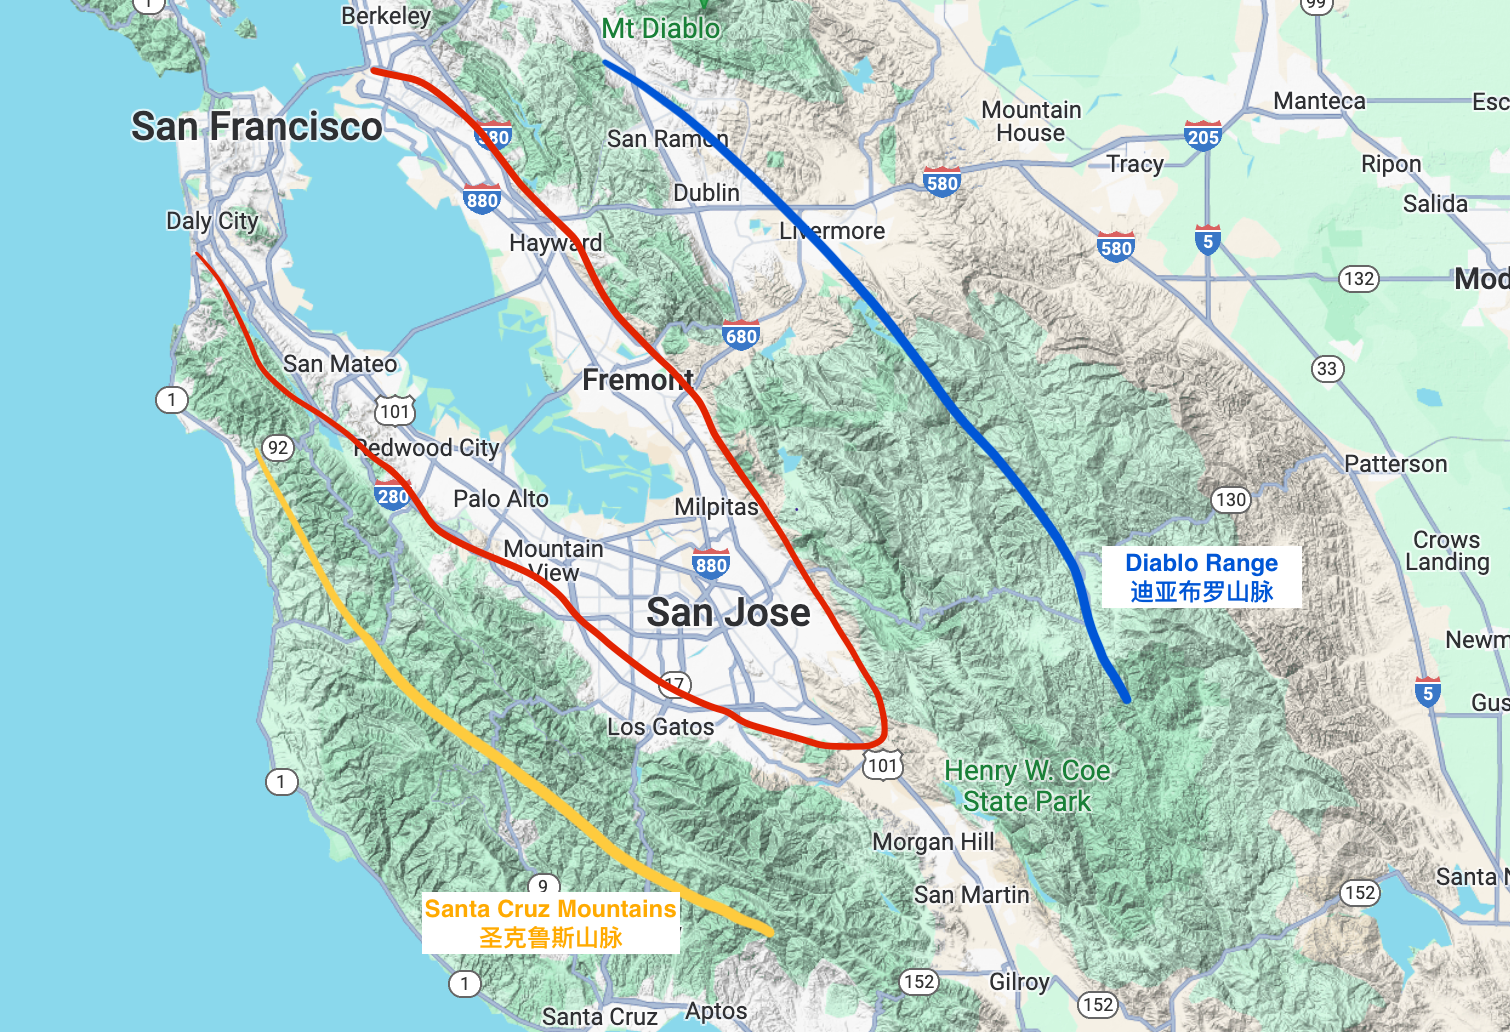 1
Berkeley
Mt Diablo
99
San Francisco
580
San Ramon
Mountain
House
Manteca
Esc
205
Tracy
Ripon
880
Dublin
580
Salida
Daly City
Hayward
Livermore
580
5
132
Mod
680
San Mateo
Fremont
33
1
101
92
Redwood City
280
Palo Alto
Milpitas
130
Patterson
Mountain
View
880
Crows
Landing
Diablo Range
迪亚布罗山脉
San Jose
Newm
17
5
Gus
Los Gatos
101
Henry W. Coe
State Park
1
Morgan Hill
9
San Martin
152
Santa N
Santa Cruz Mountains
圣克鲁斯山脉
1
152
Gilroy
152
Santa Cruz
Aptos